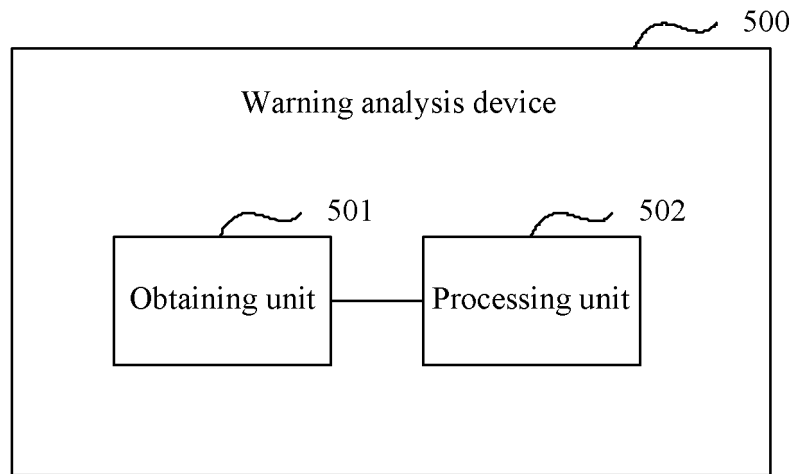 500
Warning analysis device
501
502
Obtaining unit
Processing unit